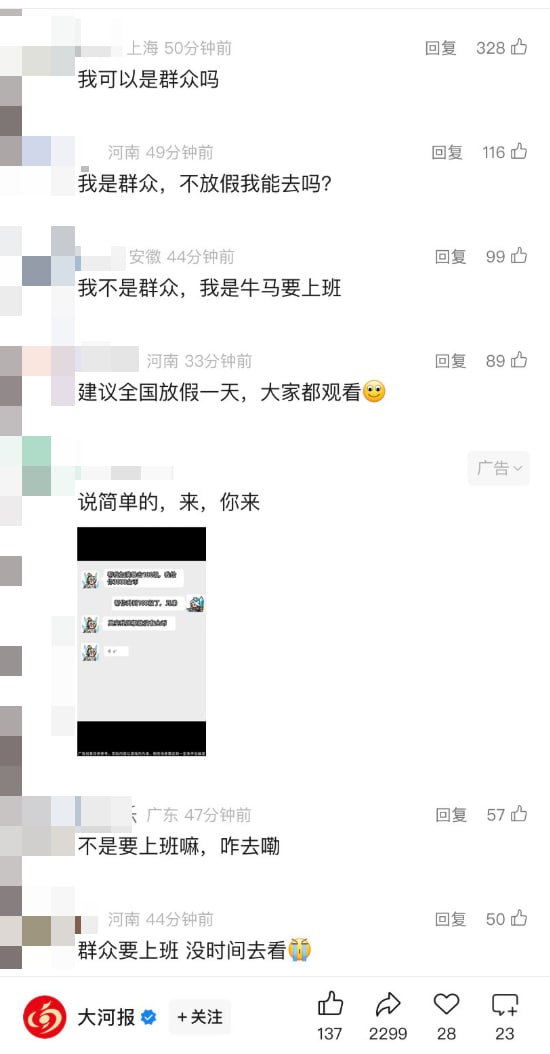 上海 50分钟前 回复 328
我可以是群众吗
河南 49分钟前 回复 116
我是群众，不放假我能去吗？
安徽 44分钟前 回复 99
我不是群众，我是牛马要上班
河南 33分钟前 回复 89
建议全国放假一天，大家都观看
广告
说简单的，来，你来
广东 47分钟前 回复 57
不是要上班嘛，咋去嘞
河南 44分钟前 回复 50
群众要上班 没时间去看
大河报 +关注
137 2299 28 23